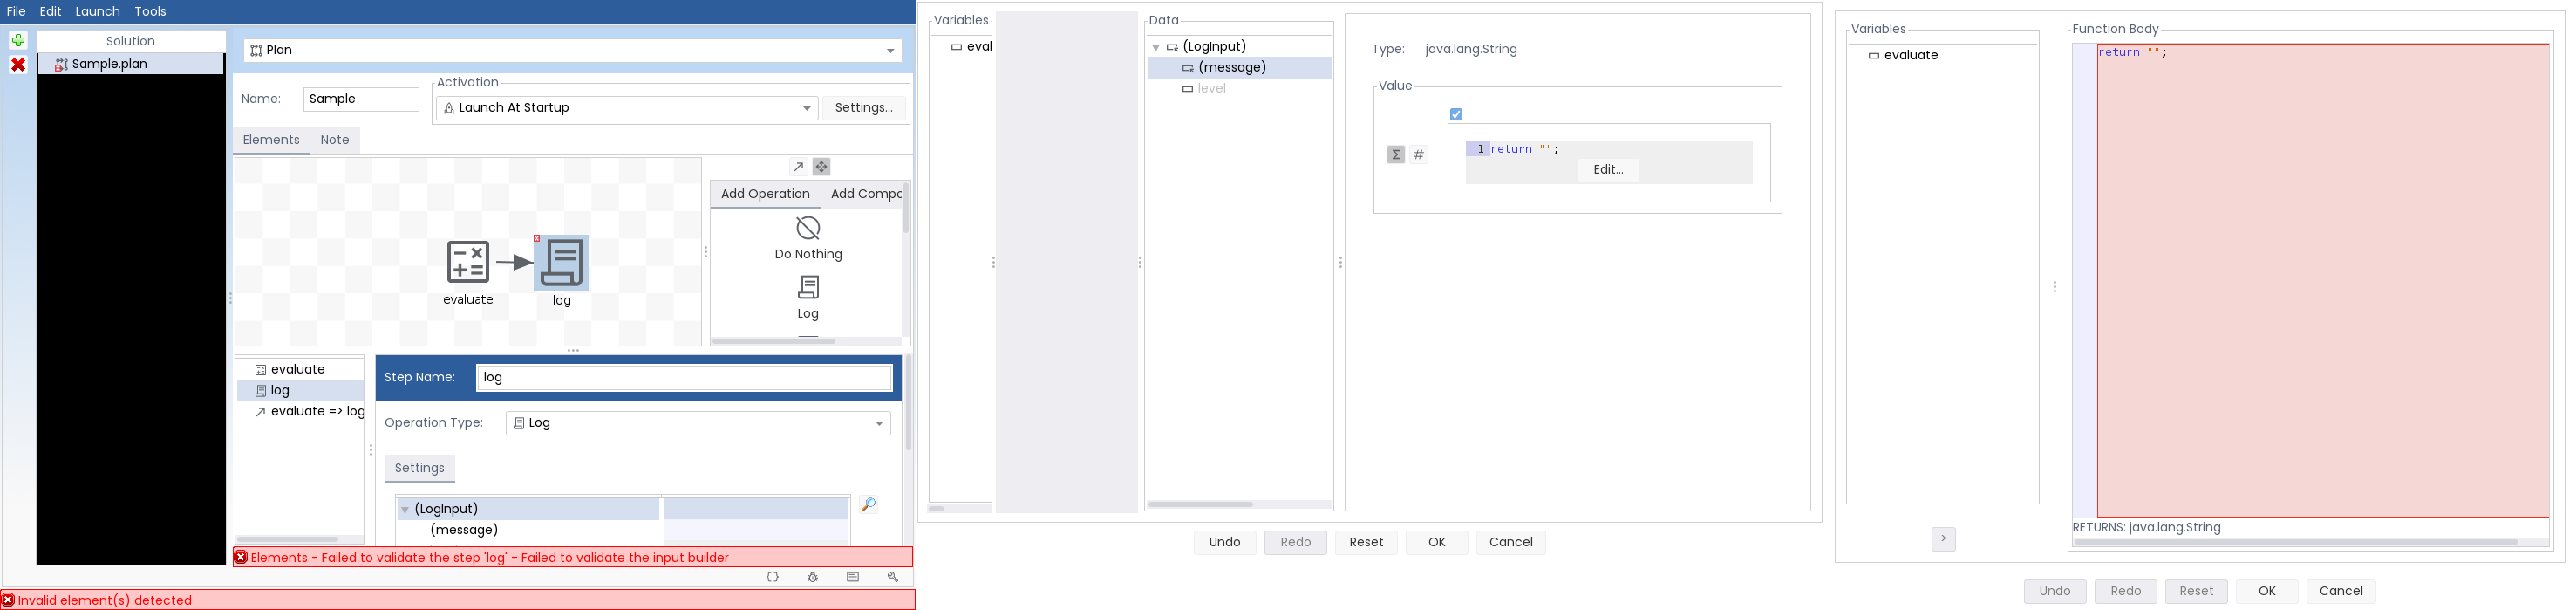 File Edit Launch Tools
Solution
Sample.plan
Plan
Name: Sample
Activation
Launch At Startup
Settings...
Elements Note
evaluate
log
Add Operation Add Compo
Do Nothing
Log
evaluate
log
evaluate => log
Step Name: log
Operation Type: Log
Settings
(LogInput)
(message)
Elements - Failed to validate the step 'log' - Failed to validate the input builder
Invalid element(s) detected
Variables
eval
Data
(LogInput)
(message)
level
Type: java.lang.String
Value
1 return "";
Edit...
Undo Redo Reset OK Cancel
Variables
evaluate
Function Body
return "";
RETURNS: java.lang.String
Undo Redo Reset OK Cancel